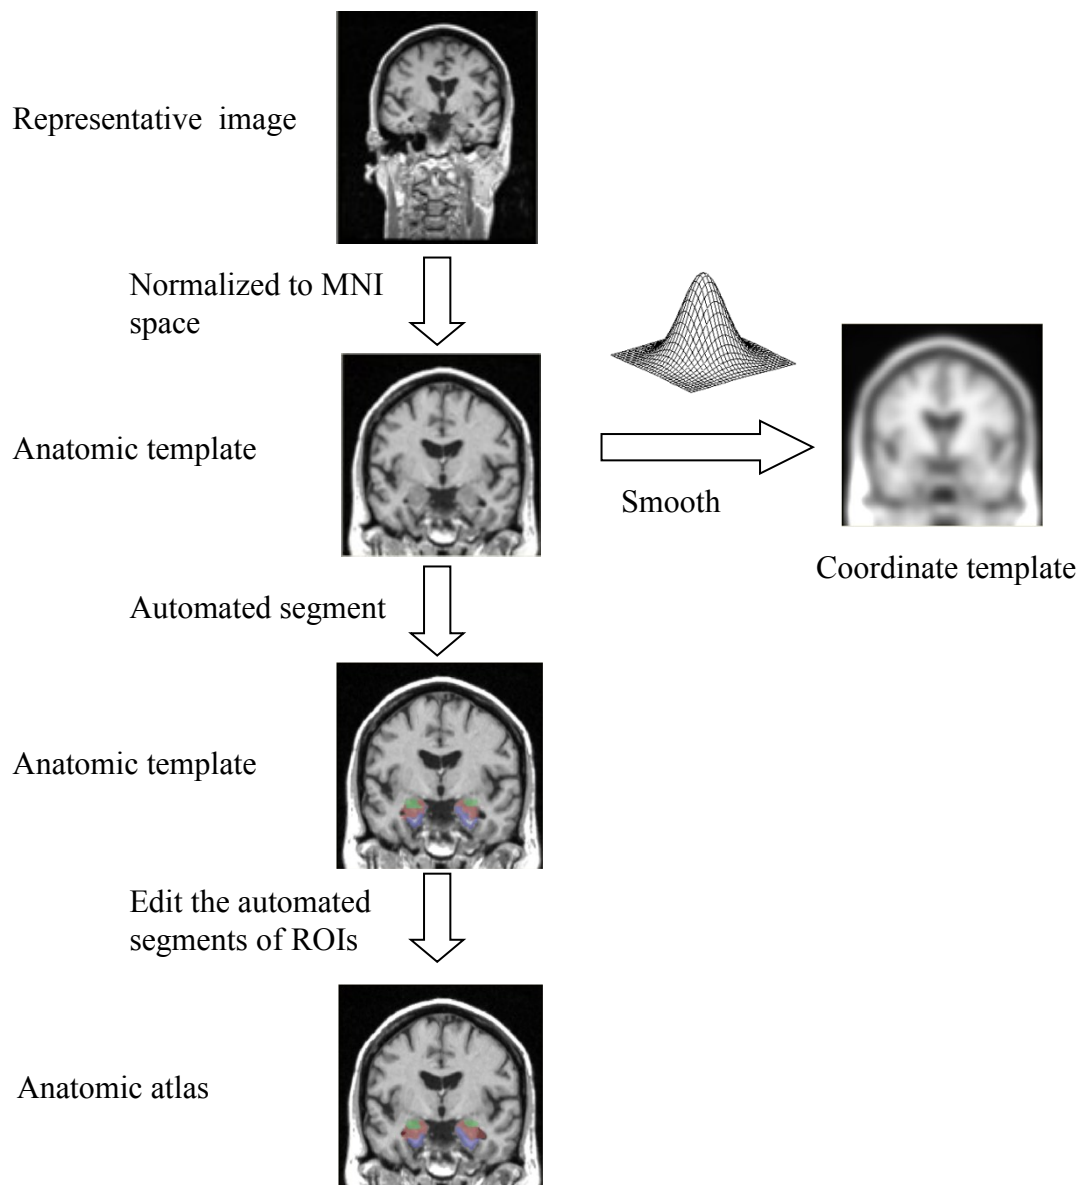 Representative image
Normalized to MNI
space
Anatomic template
Smooth
Coordinate template
Automated segment
Anatomic template
Edit the automated
segments of ROIs
Anatomic atlas